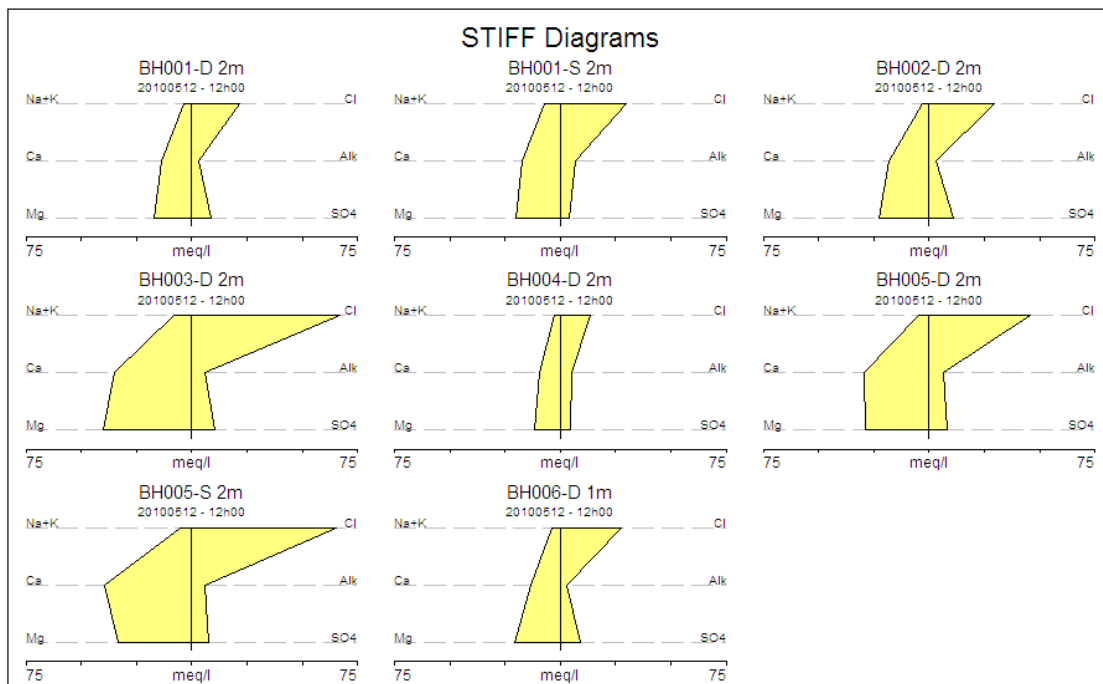 STIFF Diagrams
BH001-D 2m
20100512 - 12h00
Na+K Cl
Ca Alk
Mg SO4
75 meq/l 75
BH001-S 2m
20100512 - 12h00
Na+K Cl
Ca Alk
Mg SO4
75 meq/l 75
BH002-D 2m
20100512 - 12h00
Na+K Cl
Ca Alk
Mg SO4
75 meq/l 75
BH003-D 2m
20100512 - 12h00
Na+K Cl
Ca Alk
Mg SO4
75 meq/l 75
BH004-D 2m
20100512 - 12h00
Na+K Cl
Ca Alk
Mg SO4
75 meq/l 75
BH005-D 2m
20100512 - 12h00
Na+K Cl
Ca Alk
Mg SO4
75 meq/l 75
BH005-S 2m
20100512 - 12h00
Na+K Cl
Ca Alk
Mg SO4
75 meq/l 75
BH006-D 1m
20100512 - 12h00
Na+K Cl
Ca Alk
Mg SO4
75 meq/l 75